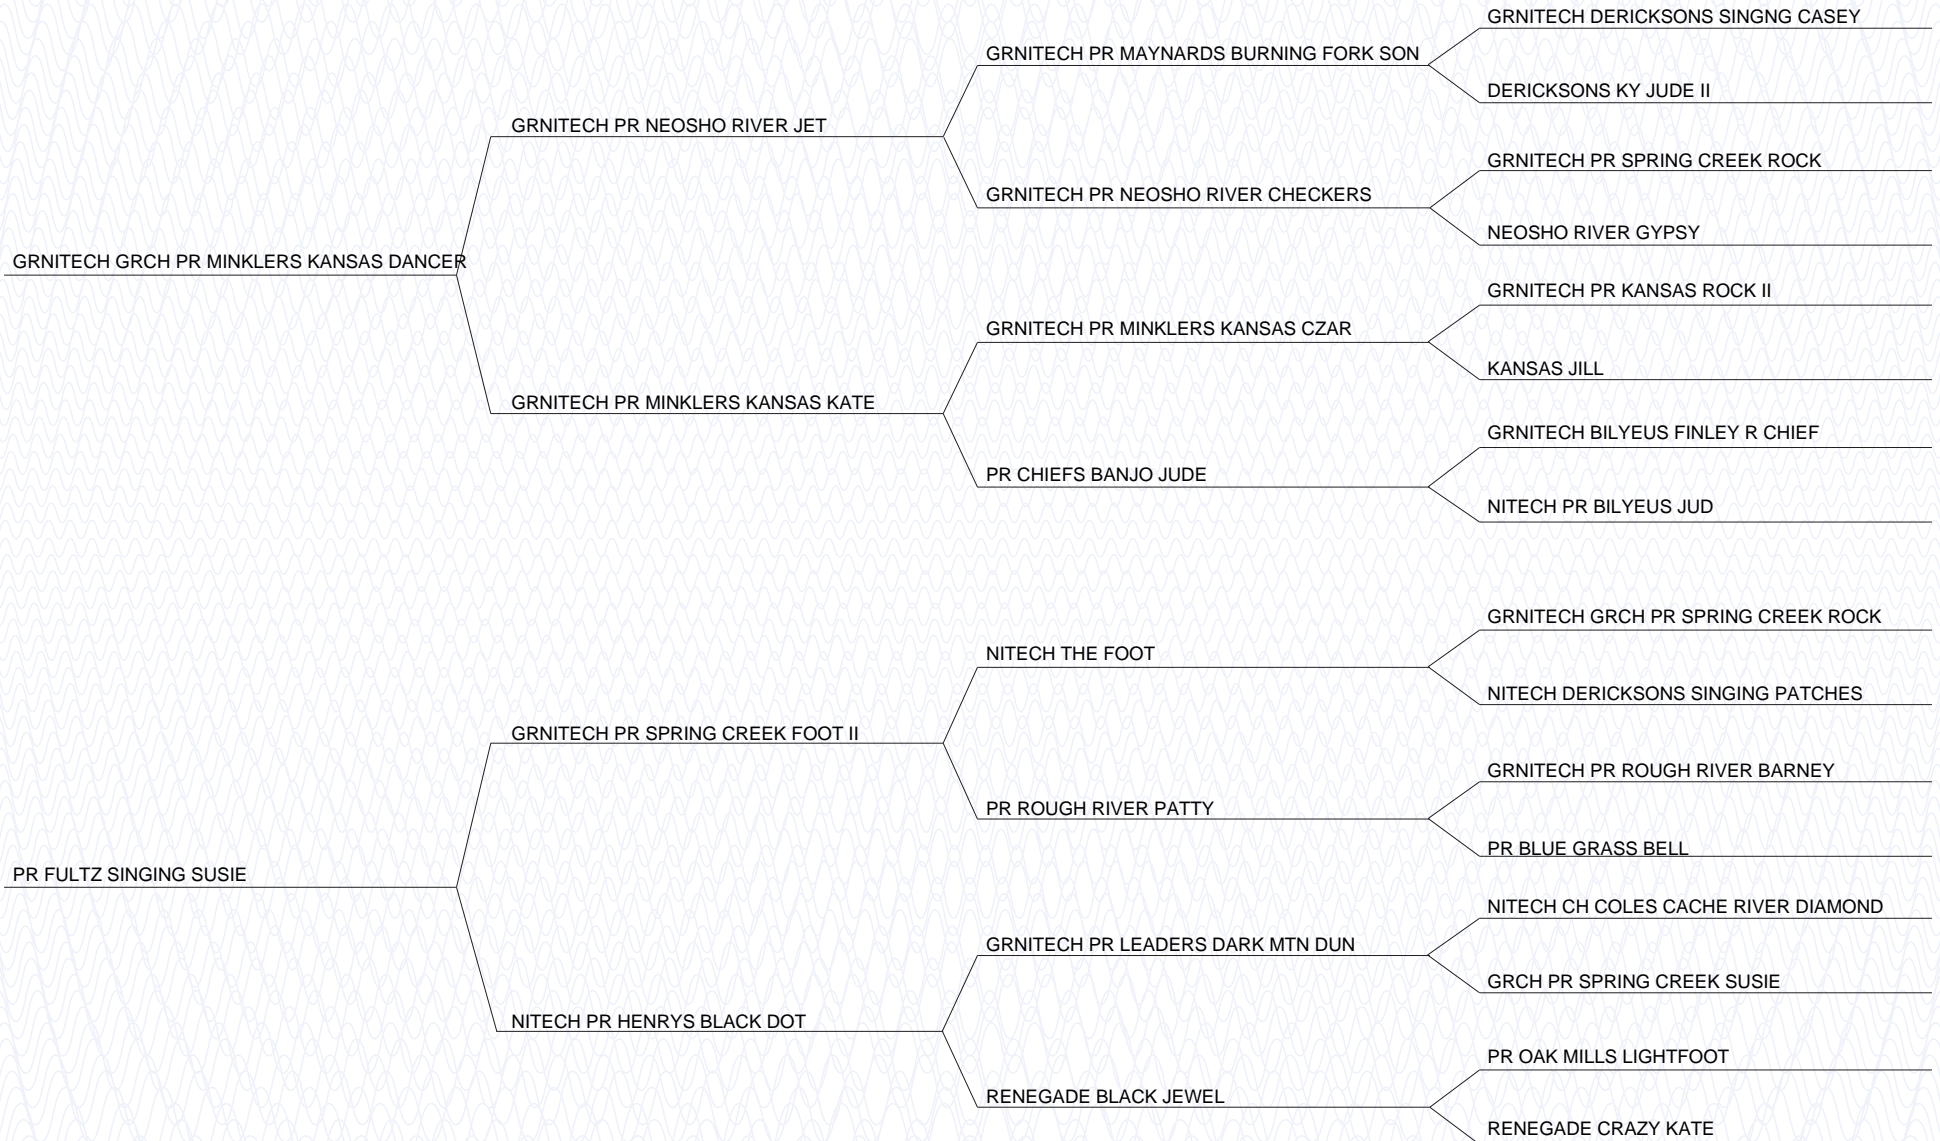 GRNITECH DERICKSONS SINGNG CASEY
GRNITECH PR MAYNARDS BURNING FORK SON
DERICKSONS KY JUDE II
GRNITECH PR NEOSHO RIVER JET
GRNITECH PR SPRING CREEK ROCK
GRNITECH PR NEOSHO RIVER CHECKERS
NEOSHO RIVER GYPSY
GRNITECH GRCH PR MINKLERS KANSAS DANCER
GRNITECH PR KANSAS ROCK II
GRNITECH PR MINKLERS KANSAS CZAR
KANSAS JILL
GRNITECH PR MINKLERS KANSAS KATE
GRNITECH BILYEUS FINLEY R CHIEF
PR CHIEFS BANJO JUDE
NITECH PR BILYEUS JUD
GRNITECH GRCH PR SPRING CREEK ROCK
NITECH THE FOOT
NITECH DERICKSONS SINGING PATCHES
GRNITECH PR SPRING CREEK FOOT II
GRNITECH PR ROUGH RIVER BARNEY
PR ROUGH RIVER PATTY
PR BLUE GRASS BELL
PR FULTZ SINGING SUSIE
NITECH CH COLES CACHE RIVER DIAMOND
GRNITECH PR LEADERS DARK MTN DUN
GRCH PR SPRING CREEK SUSIE
NITECH PR HENRYS BLACK DOT
PR OAK MILLS LIGHTFOOT
RENEGADE BLACK JEWEL
RENEGADE CRAZY KATE